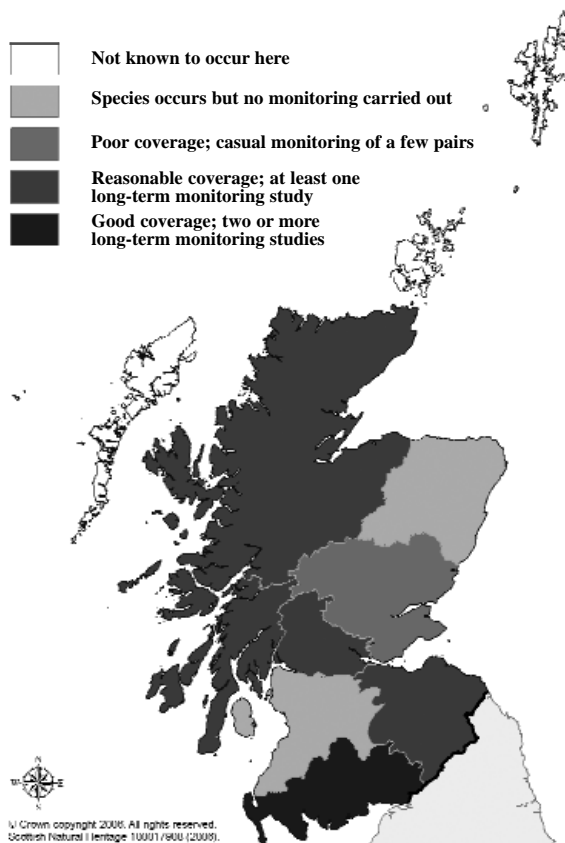 Not known to occur here
Species occurs but no monitoring carried out
Poor coverage; casual monitoring of a few pairs
Reasonable coverage; at least one
long-term monitoring study
Good coverage; two or more
long-term monitoring studies
N
W E
S
Crown copyright 2006. All rights reserved.
Scottish Natural Heritage 100017908 (2006).